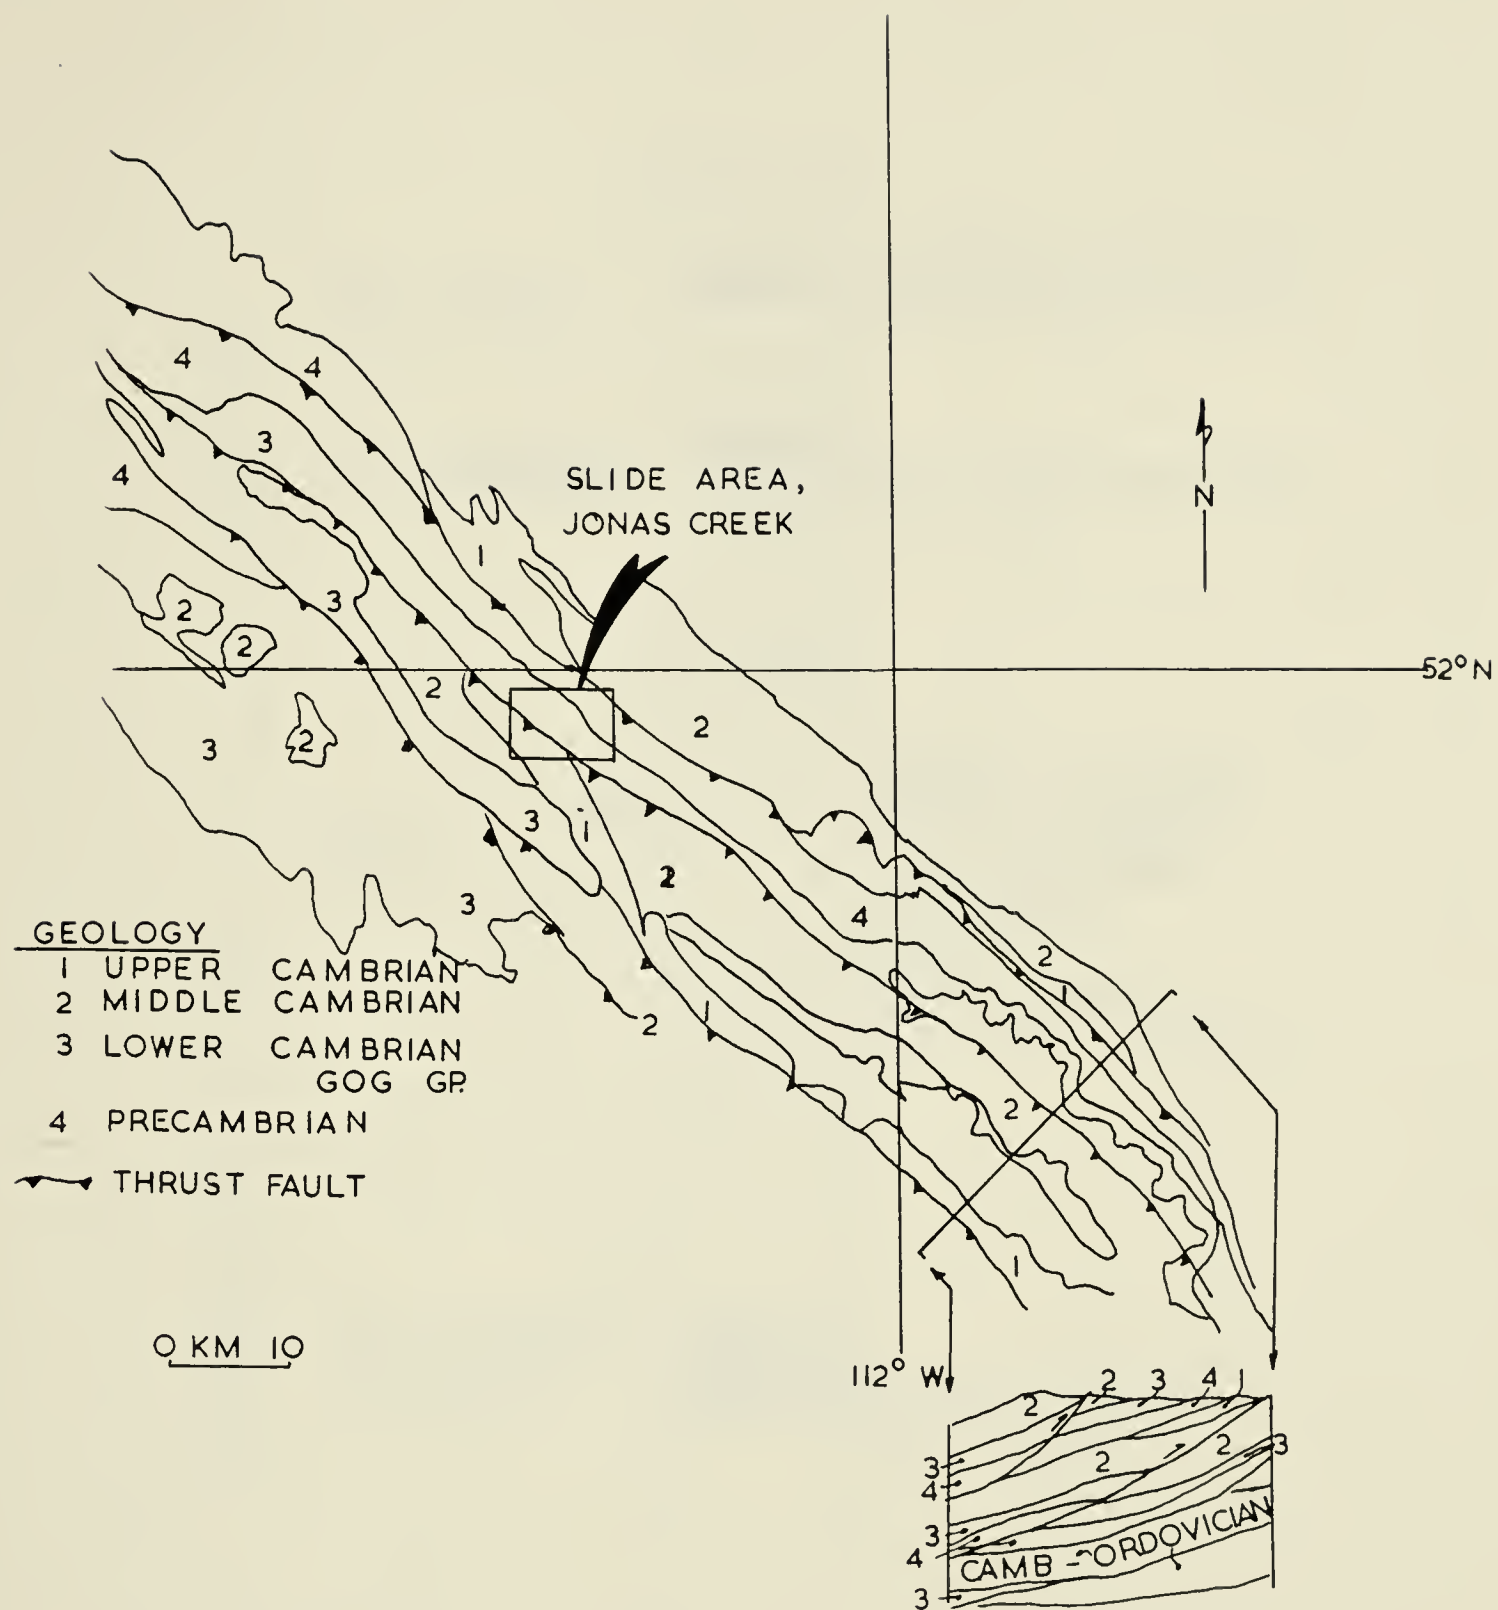 4
4
3
4
SLIDE AREA,
JONAS CREEK
N
1
3
2
2
52° N
2
2
3
2
3
1
2
3
4
2
1
GEOLOGY
1 UPPER CAMBRIAN
2 MIDDLE CAMBRIAN
3 LOWER CAMBRIAN
GOG GP.
4 PRECAMBRIAN
THRUST FAULT
2
1
2
1
0 KM 10
112° W
2 3 4 1
2
2 3
3 2
4
3
4 CAMB-ORDOVICIAN
3